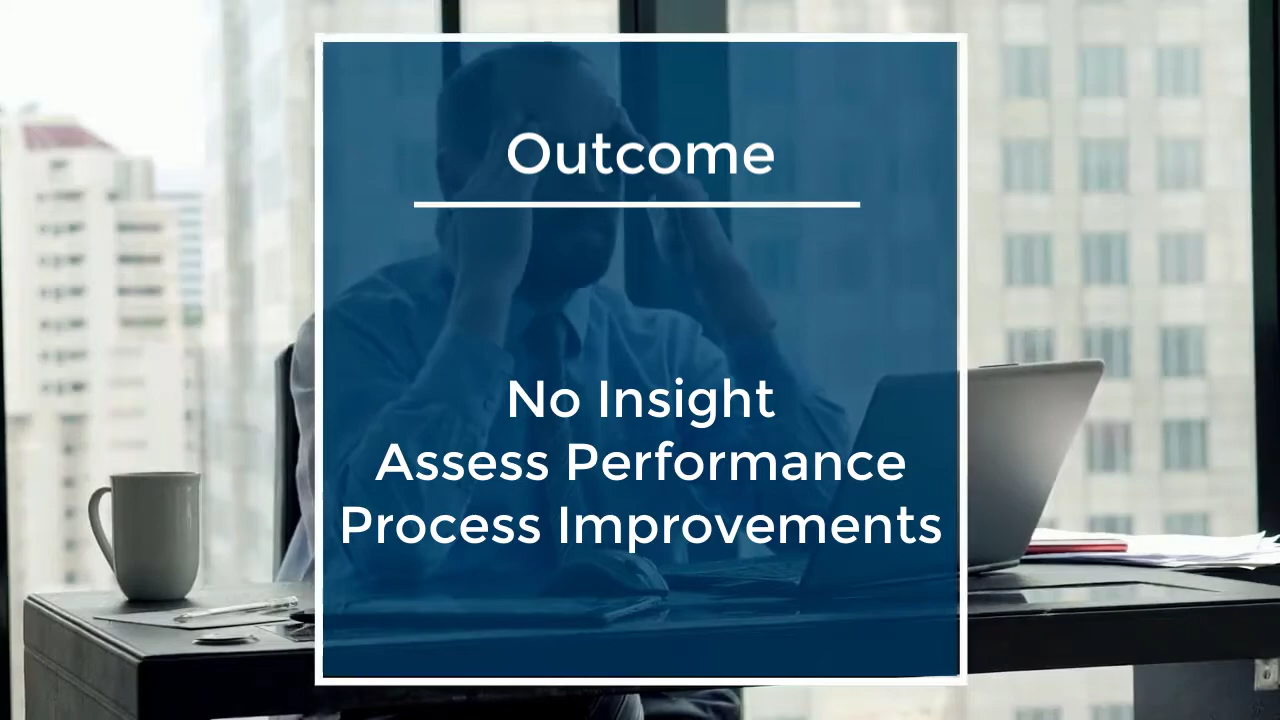 Outcome
No Insight
Assess Performance
Process Improvements